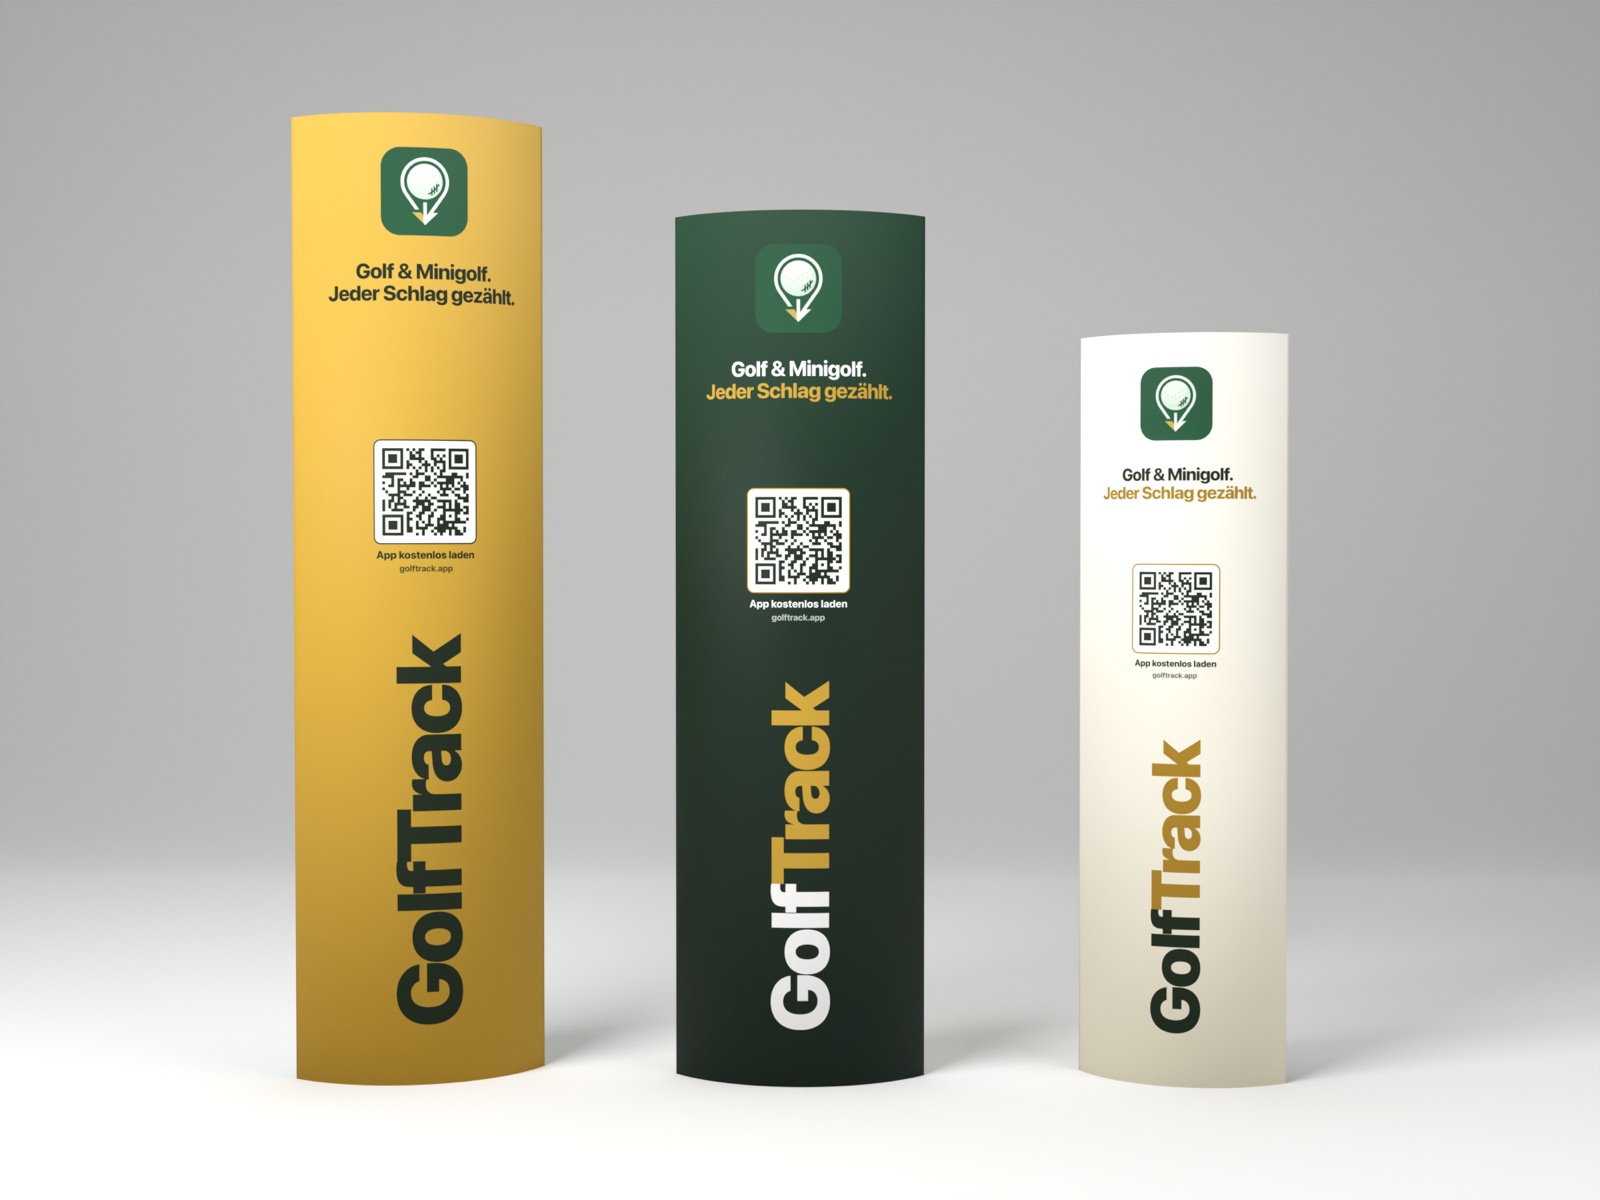 Golf & Minigolf.
Jeder Schlag gezählt.
App kostenlos laden
golftrack.app
GolfTrack
Golf & Minigolf.
Jeder Schlag gezählt.
App kostenlos laden
golftrack.app
GolfTrack
Golf & Minigolf.
Jeder Schlag gezählt.
App kostenlos laden
golftrack.app
GolfTrack